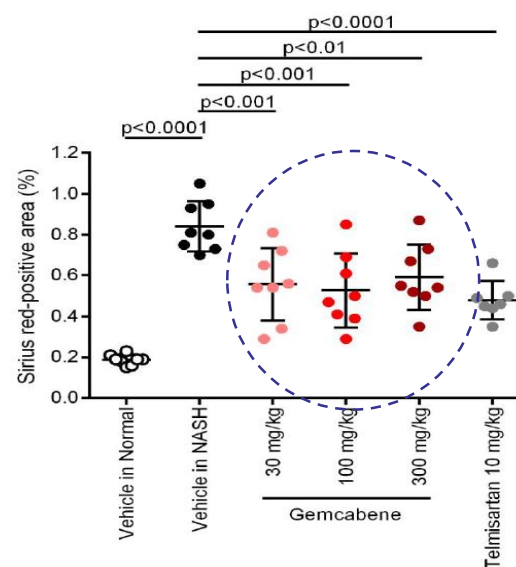 p<0.0001
p<0.01
p<0.001
p<0.001
p<0.0001
Sirius red-positive area (%)
1.2
1.0
0.8
0.6
0.4
0.2
0.0
Vehicle in Normal
Vehicle in NASH
30 mg/kg
100 mg/kg
300 mg/kg
Telmisartan 10 mg/kg
Gemcabene